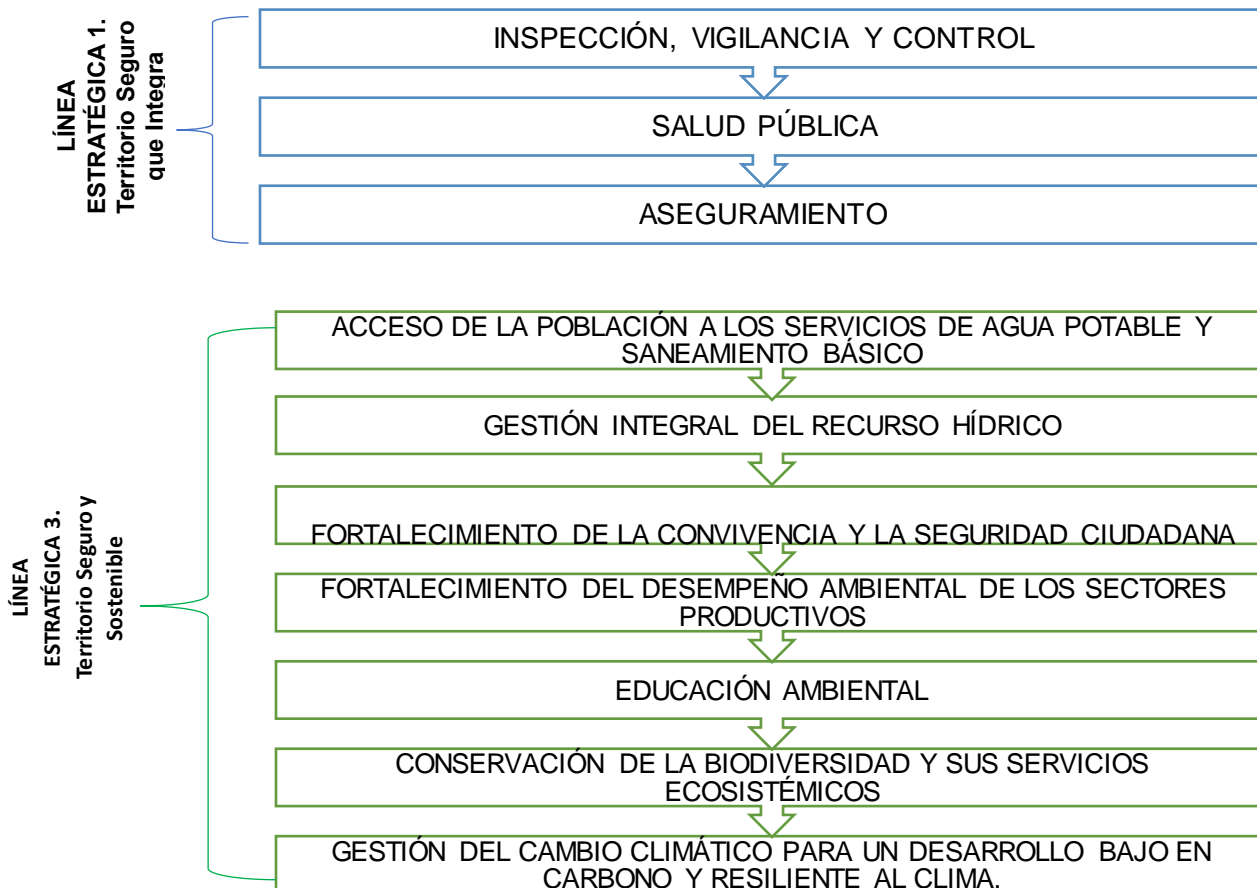 LÍNEA
ESTRATÉGICA 1.
Territorio Seguro
que Integra
INSPECCIÓN, VIGILANCIA Y CONTROL
SALUD PÚBLICA
ASEGURAMIENTO
LÍNEA
ESTRATÉGICA 3.
Territorio Seguro y
Sostenible
ACCESO DE LA POBLACIÓN A LOS SERVICIOS DE AGUA POTABLE Y
SANEAMIENTO BÁSICO
GESTIÓN INTEGRAL DEL RECURSO HÍDRICO
FORTALECIMIENTO DE LA CONVIVENCIA Y LA SEGURIDAD CIUDADANA
FORTALECIMIENTO DEL DESEMPEÑO AMBIENTAL DE LOS SECTORES
PRODUCTIVOS
EDUCACIÓN AMBIENTAL
CONSERVACIÓN DE LA BIODIVERSIDAD Y SUS SERVICIOS
ECOSISTÉMICOS
GESTIÓN DEL CAMBIO CLIMÁTICO PARA UN DESARROLLO BAJO EN
CARBONO Y RESILIENTE AL CLIMA.